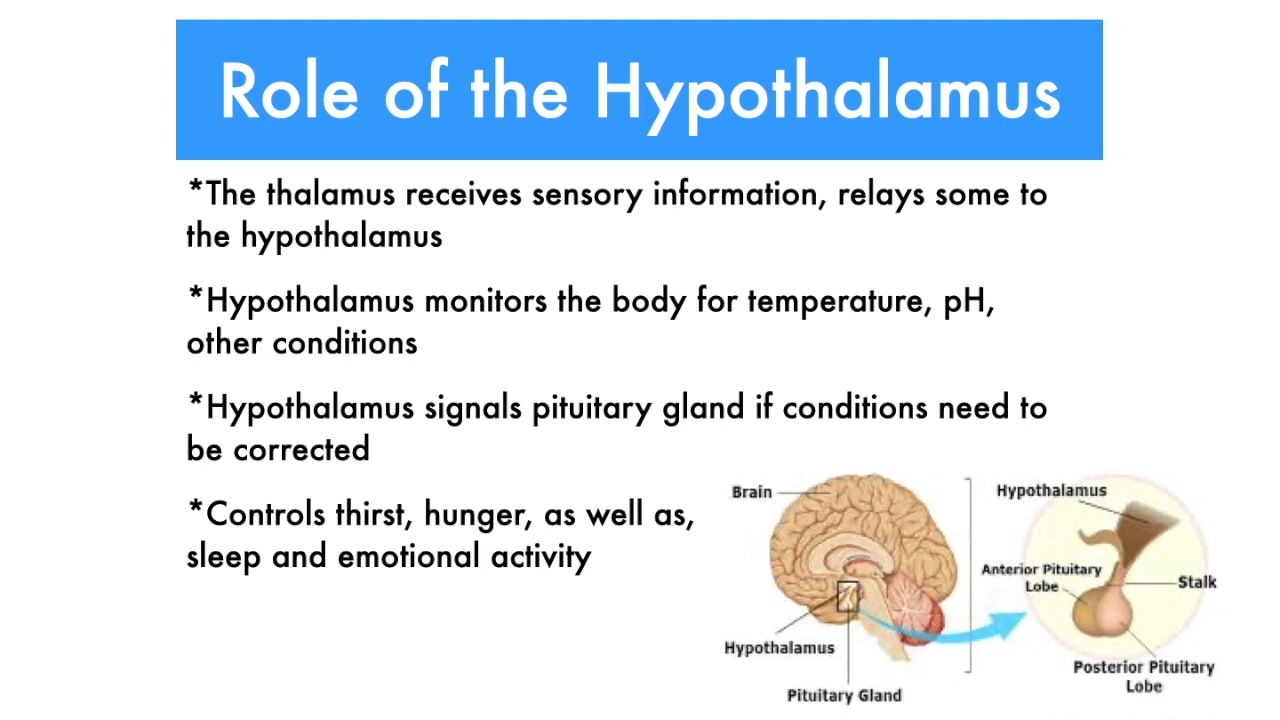 Role of the Hypothalamus
*The thalamus receives sensory information, relays some to
the hypothalamus
*Hypothalamus monitors the body for temperature, pH,
other conditions
*Hypothalamus signals pituitary gland if conditions need to
be corrected
*Controls thirst, hunger, as well as,
sleep and emotional activity
Brain
Hypothalamus
Pituitary Gland
Hypothalamus
Anterior Pituitary
Lobe
Stalk
Posterior Pituitary
Lobe